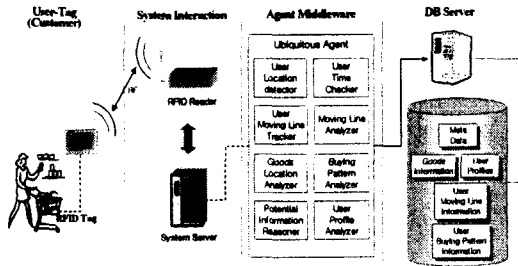 User-Tag
(Customer)
System Interaction
Agent Middleware
DB Server
RF
RFID Reader
RFID Tag
System Server
Ubiquitous Agent
User
Location
detector
User
Time
Checker
User
Moving Line
Tracker
Moving Line
Analyzer
Goods
Location
Analyzer
Buying
Pattern
Analyzer
Potential
Information
Reasoner
User
Profile
Analyzer
Meta
Data
Goods
Information
User
Profiles
User
Moving Line
Information
User
Buying Pattern
Information